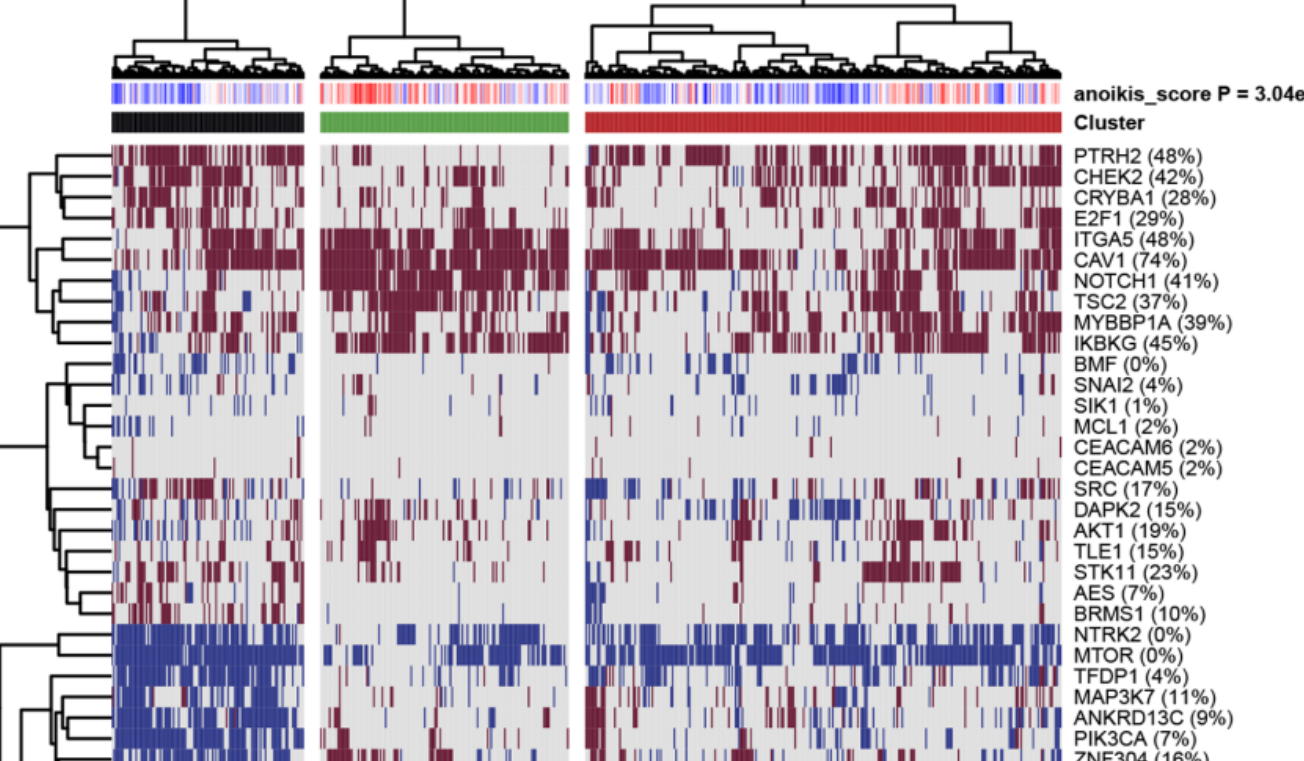 anoikis_score P = 3.04e
Cluster
PTRH2 (48%)
CHEK2 (42%)
CRYBA1 (28%)
E2F1 (29%)
ITGA5 (48%)
CAV1 (74%)
NOTCH1 (41%)
TSC2 (37%)
MYBBP1A (39%)
IKBKG (45%)
BMF (0%)
SNAI2 (4%)
SIK1 (1%)
MCL1 (2%)
CEACAM6 (2%)
CEACAM5 (2%)
SRC (17%)
DAPK2 (15%)
AKT1 (19%)
TLE1 (15%)
STK11 (23%)
AES (7%)
BRMS1 (10%)
NTRK2 (0%)
MTOR (0%)
TFDP1 (4%)
MAP3K7 (11%)
ANKRD13C (9%)
PIK3CA (7%)
ZNF304 (16%)